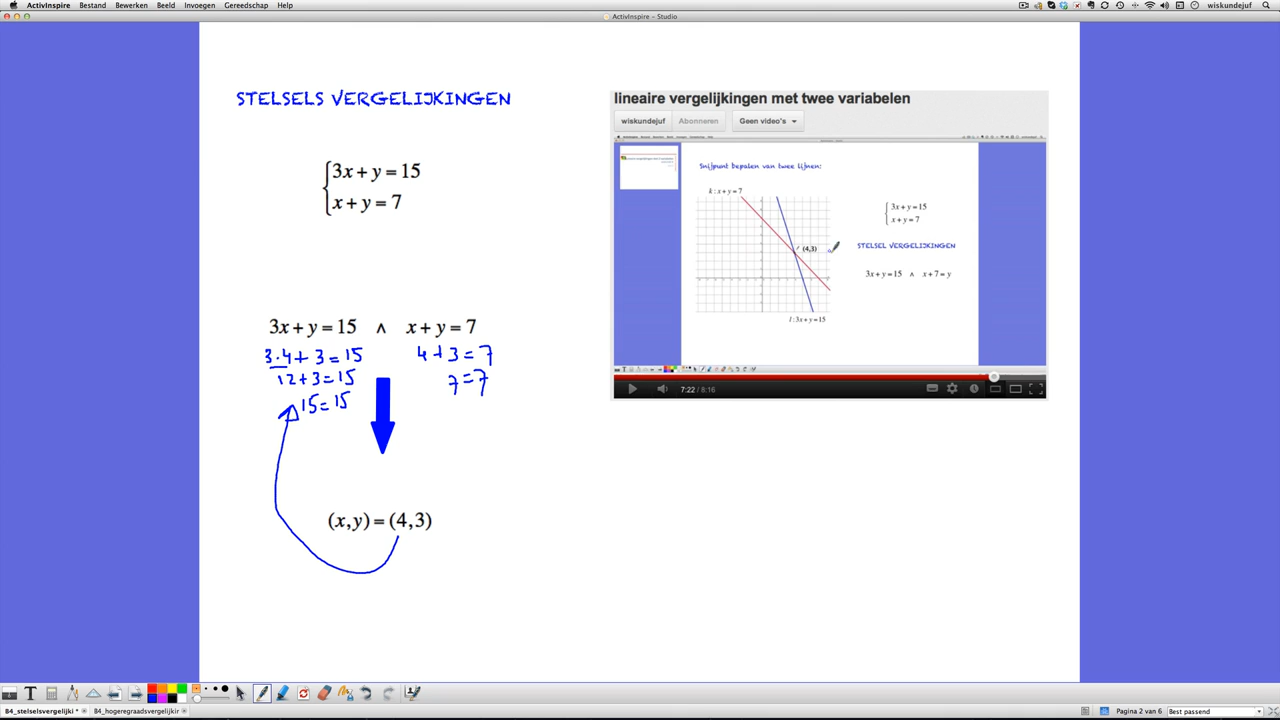 ActivInspire Bestand Bewerken Beeld Invoegen Gereedschap Help wiskundejuf
ActivInspire – Studio
STELSELS VERGELIJKINGEN
3x + y = 15
x + y = 7
3x + y = 15 ∧ x + y = 7
3·4 + 3 = 15 4 + 3 = 7
12 + 3 = 15 7 = 7
15 = 15
(x,y) = (4,3)
lineaire vergelijkingen met twee variabelen
wiskundejuf Abonneren Geen video's
Snijpunt bepalen van twee lijnen:
k : x + y = 7
(4,3)
l : 3x + y = 15
3x + y = 15
x + y = 7
STELSEL VERGELIJKINGEN
3x + y = 15 ∧ x + 7 = y
7:22 / 8:16
B4_stelselsvergelijki * B4_hogeregraadsvergelijkir Pagina 2 van 6 Best passend